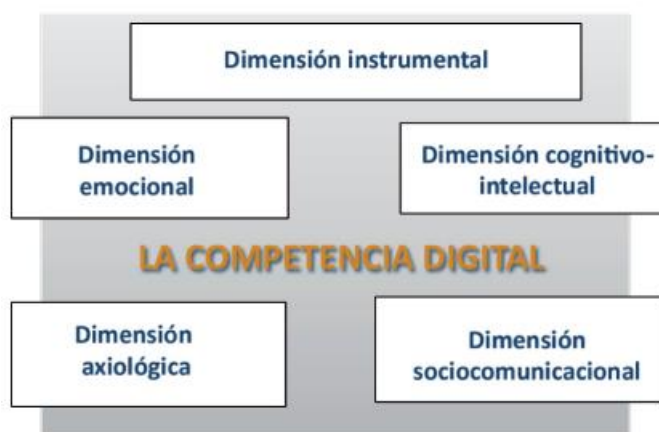 Dimensión instrumental
Dimensión
emocional
Dimensión cognitivo-
intelectual
LA COMPETENCIA DIGITAL
Dimensión
axiológica
Dimensión
sociocomunicacional